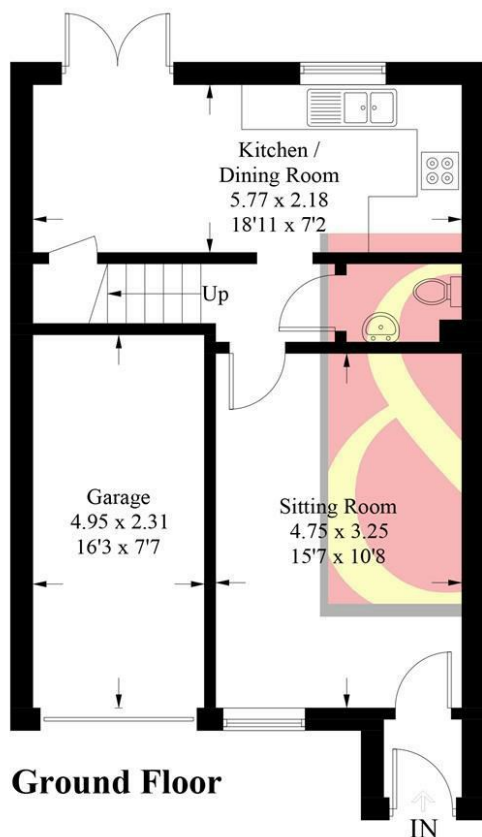 Kitchen /
Dining Room
5.77 x 2.18
18'11 x 7'2
Up
Garage
4.95 x 2.31
16'3 x 7'7
Sitting Room
4.75 x 3.25
15'7 x 10'8
Ground Floor
IN